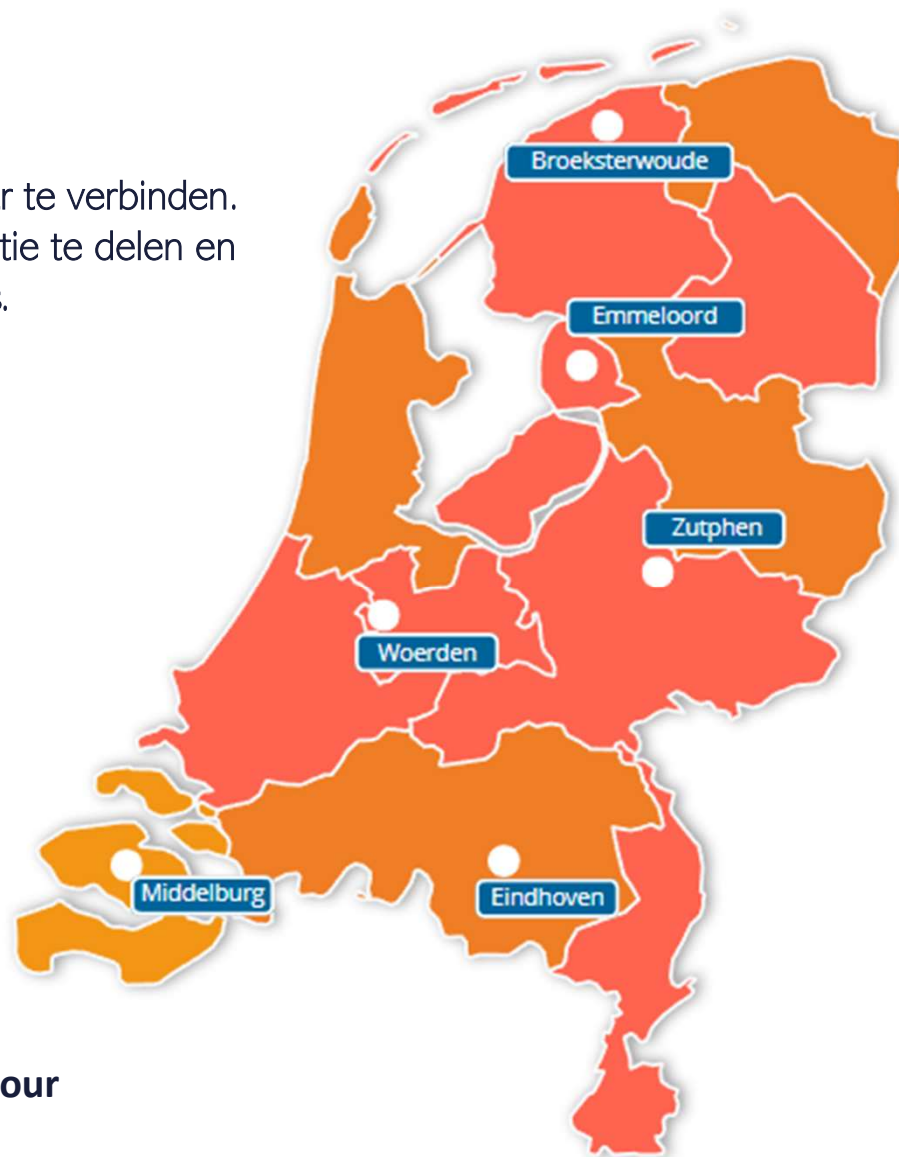 r te verbinden.
tie te delen en
s.
Broeksterwoude
Emmeloord
Zutphen
Woerden
Middelburg
Eindhoven
our